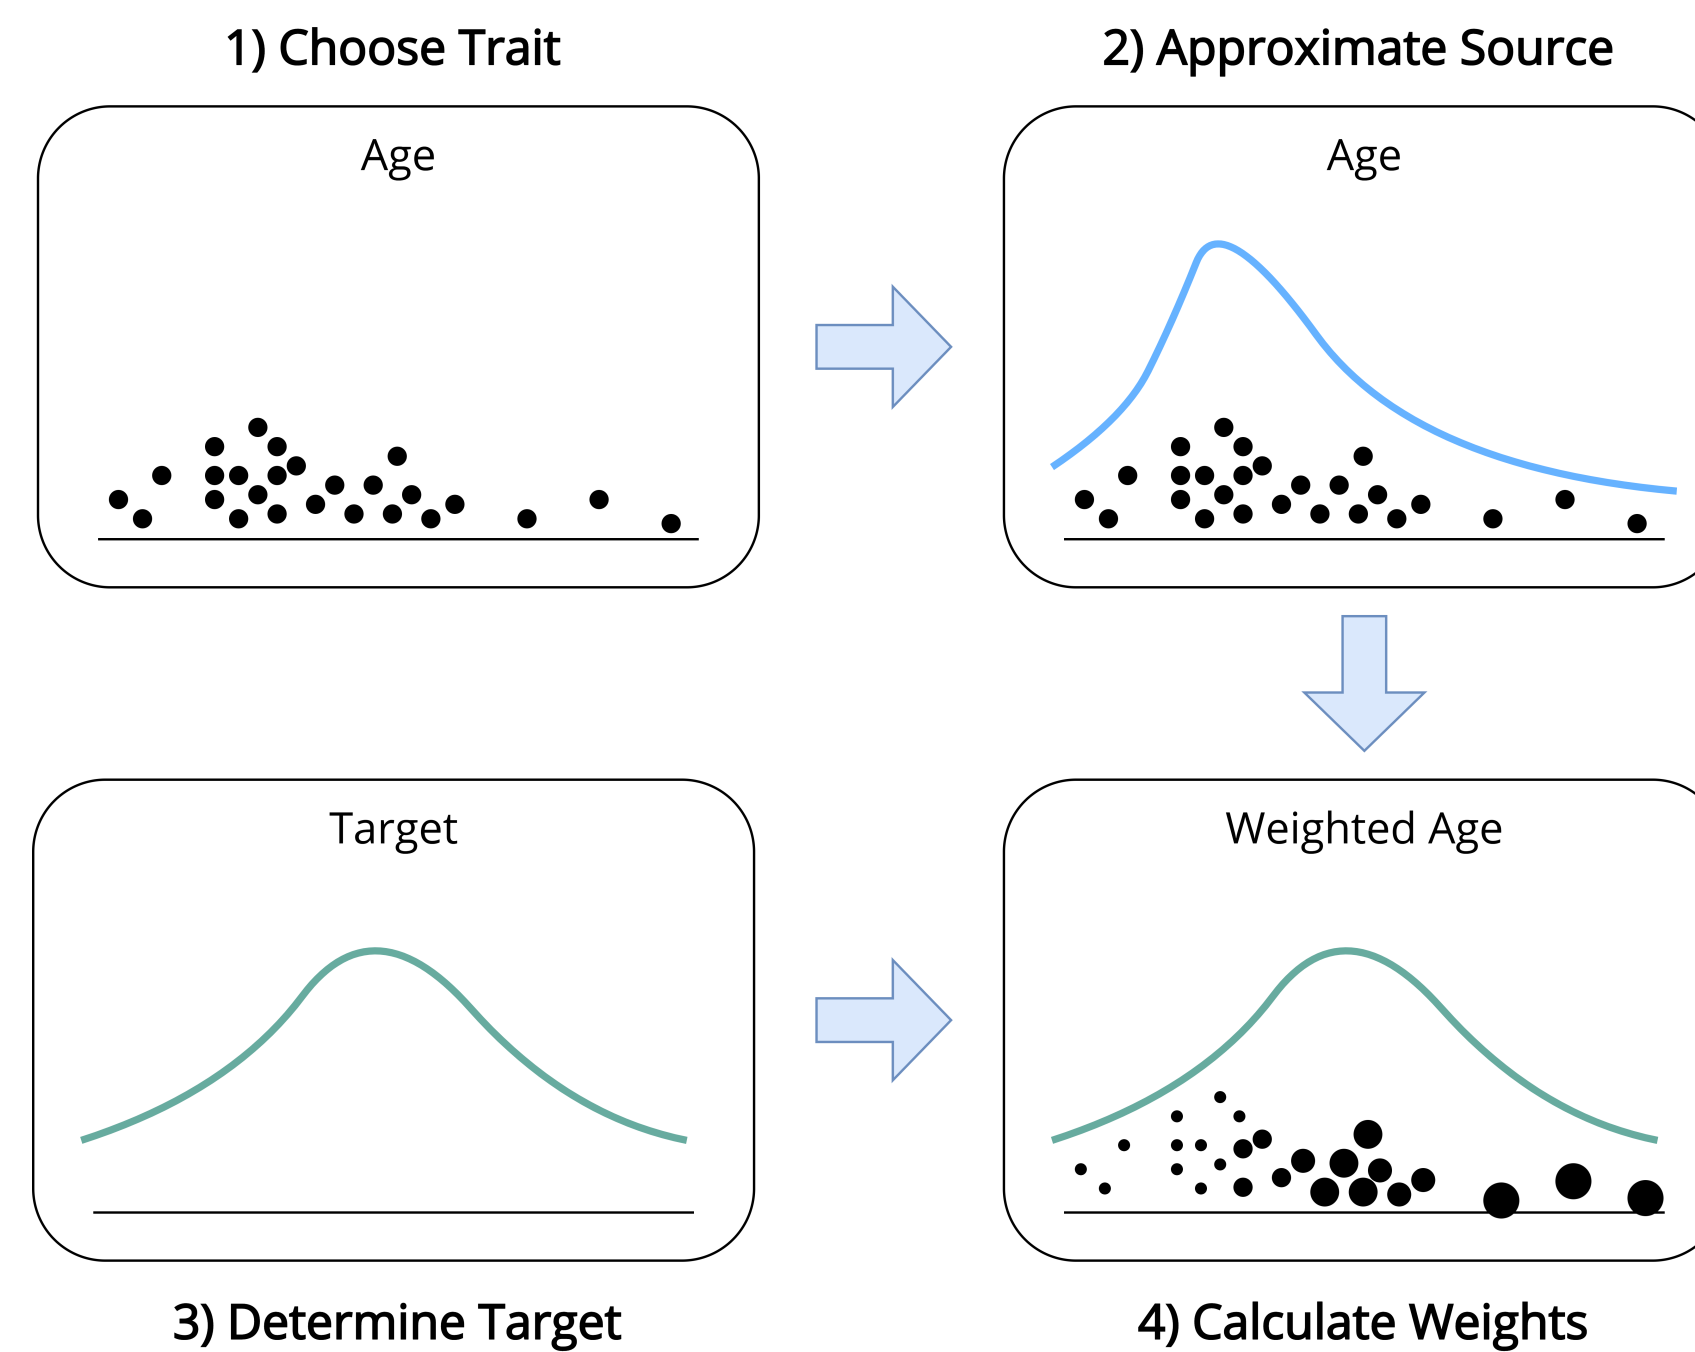 1) Choose Trait
2) Approximate Source
Age
Age
Target
Weighted Age
3) Determine Target
4) Calculate Weights